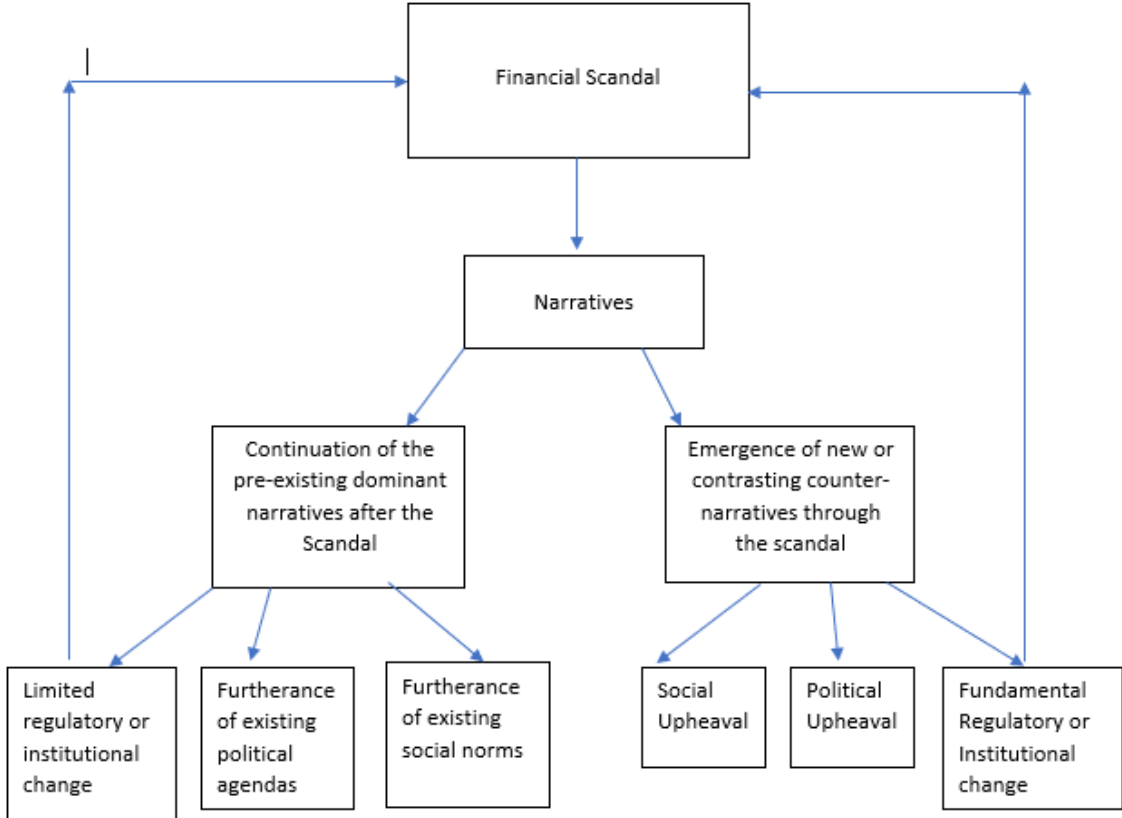 Financial Scandal
Narratives
Continuation of the
pre-existing dominant
narratives after the
Scandal
Emergence of new or
contrasting counter-
narratives through
the scandal
Limited
regulatory or
institutional
change
Furtherance
of existing
political
agendas
Furtherance
of existing
social norms
Social
Upheaval
Political
Upheaval
Fundamental
Regulatory or
Institutional
change